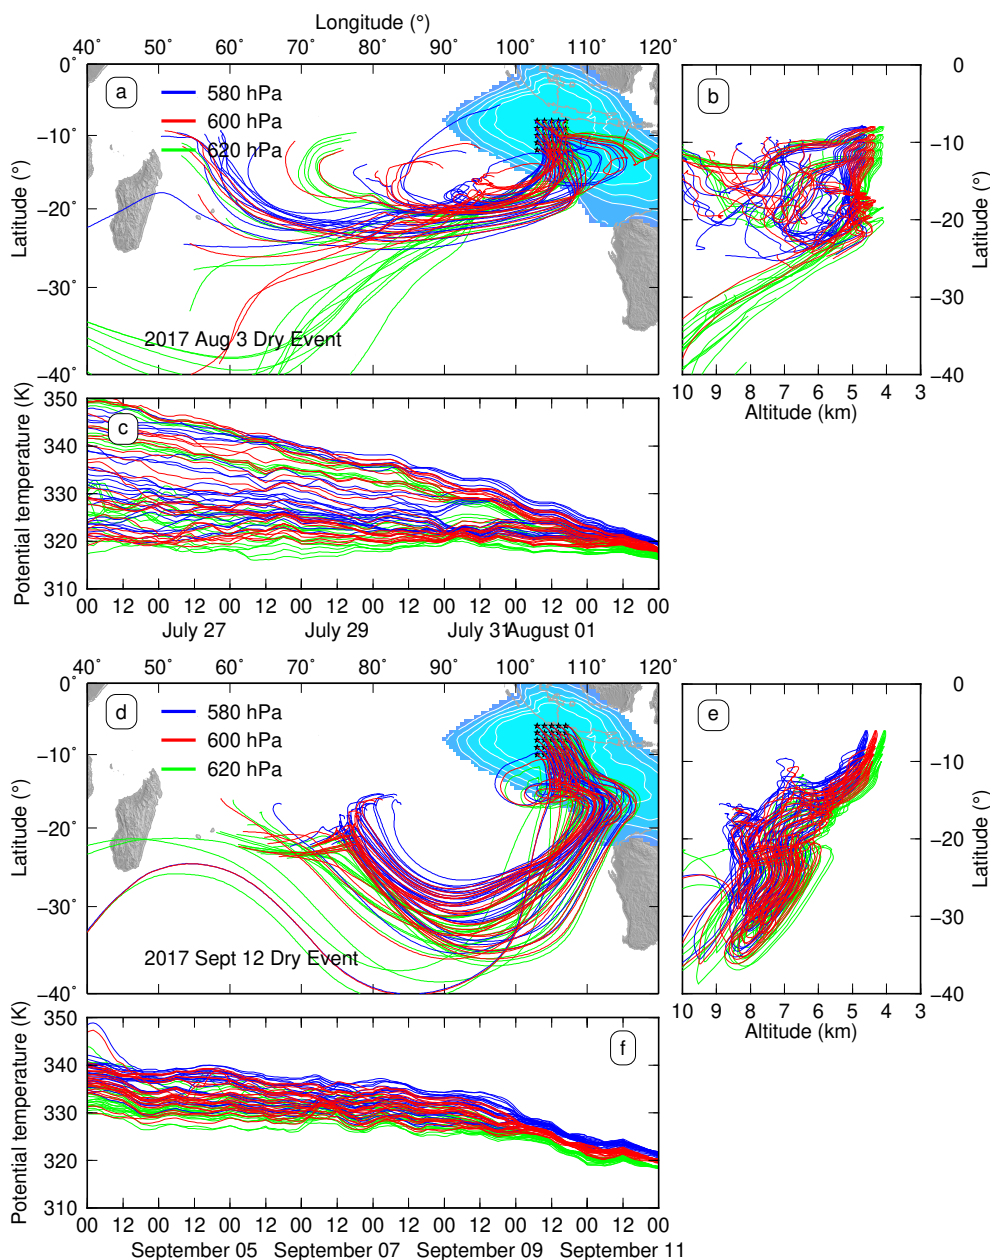 Longitude (°)
40˚ 50˚ 60˚ 70˚ 80˚ 90˚ 100˚ 110˚ 120˚
0˚
−10˚
−20˚
−30˚
−40˚
Latitude (°)
a
580 hPa
600 hPa
620 hPa
2017 Aug 3 Dry Event
b
0
−10
−20
−30
−40
Latitude (°)
10 9 8 7 6 5 4 3
Altitude (km)
350
340
330
320
310
Potential temperature (K)
c
00 12 00 12 00 12 00 12 00 12 00 12 00 12 00 12 00
July 27 July 29 July 31 August 01
40˚ 50˚ 60˚ 70˚ 80˚ 90˚ 100˚ 110˚ 120˚
0˚
−10˚
−20˚
−30˚
−40˚
Latitude (°)
d
580 hPa
600 hPa
620 hPa
2017 Sept 12 Dry Event
e
0
−10
−20
−30
−40
Latitude (°)
10 9 8 7 6 5 4 3
Altitude (km)
350
340
330
320
310
Potential temperature (K)
f
00 12 00 12 00 12 00 12 00 12 00 12 00 12 00 12 00
September 05 September 07 September 09 September 11